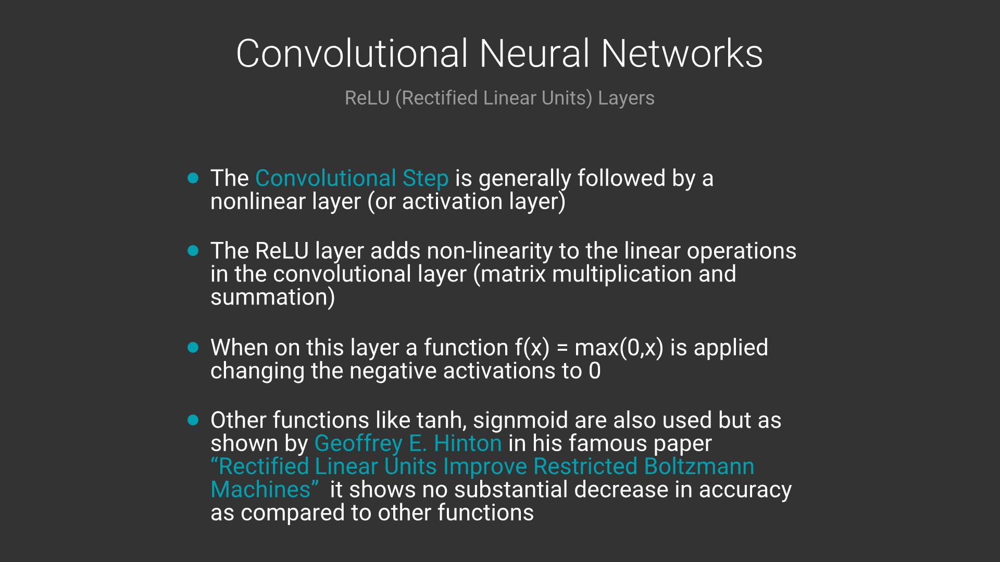 Convolutional Neural Networks
ReLU (Rectified Linear Units) Layers
The Convolutional Step is generally followed by a
nonlinear layer (or activation layer)
The ReLU layer adds non-linearity to the linear operations
in the convolutional layer (matrix multiplication and
summation)
When on this layer a function f(x) = max(0,x) is applied
changing the negative activations to 0
Other functions like tanh, signmoid are also used but as
shown by Geoffrey E. Hinton in his famous paper
“Rectified Linear Units Improve Restricted Boltzmann
Machines”  it shows no substantial decrease in accuracy
as compared to other functions